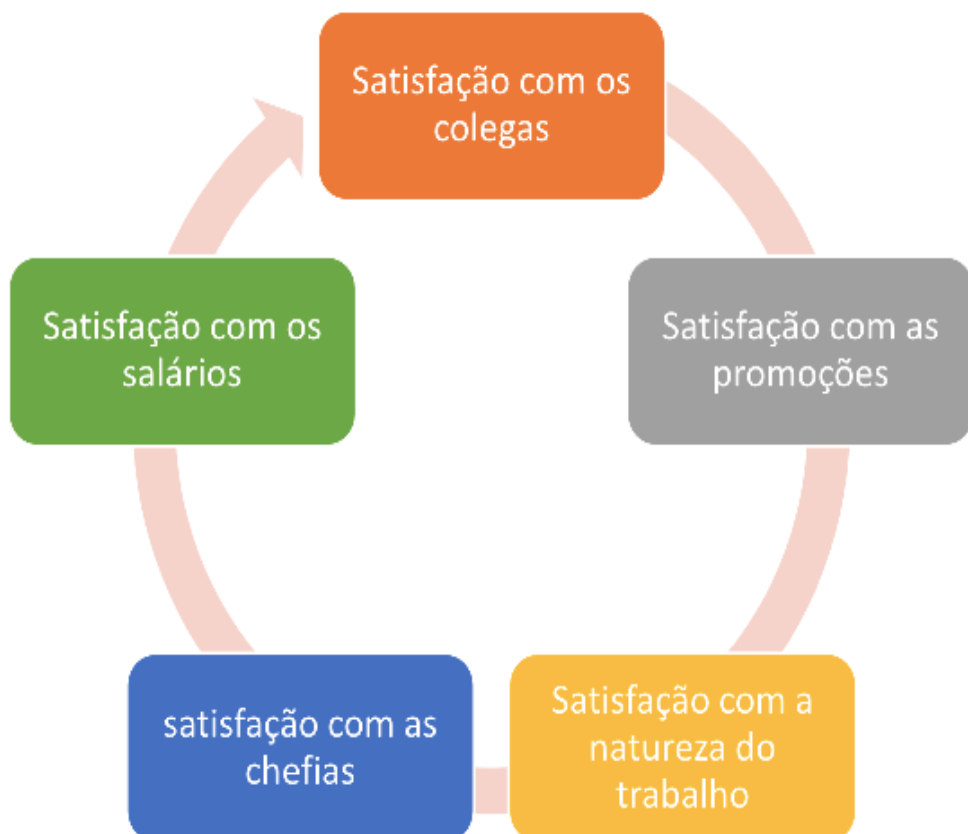 Satisfação com os
colegas
Satisfação com as
promoções
Satisfação com a
natureza do
trabalho
satisfação com as
chefias
Satisfação com os
salários